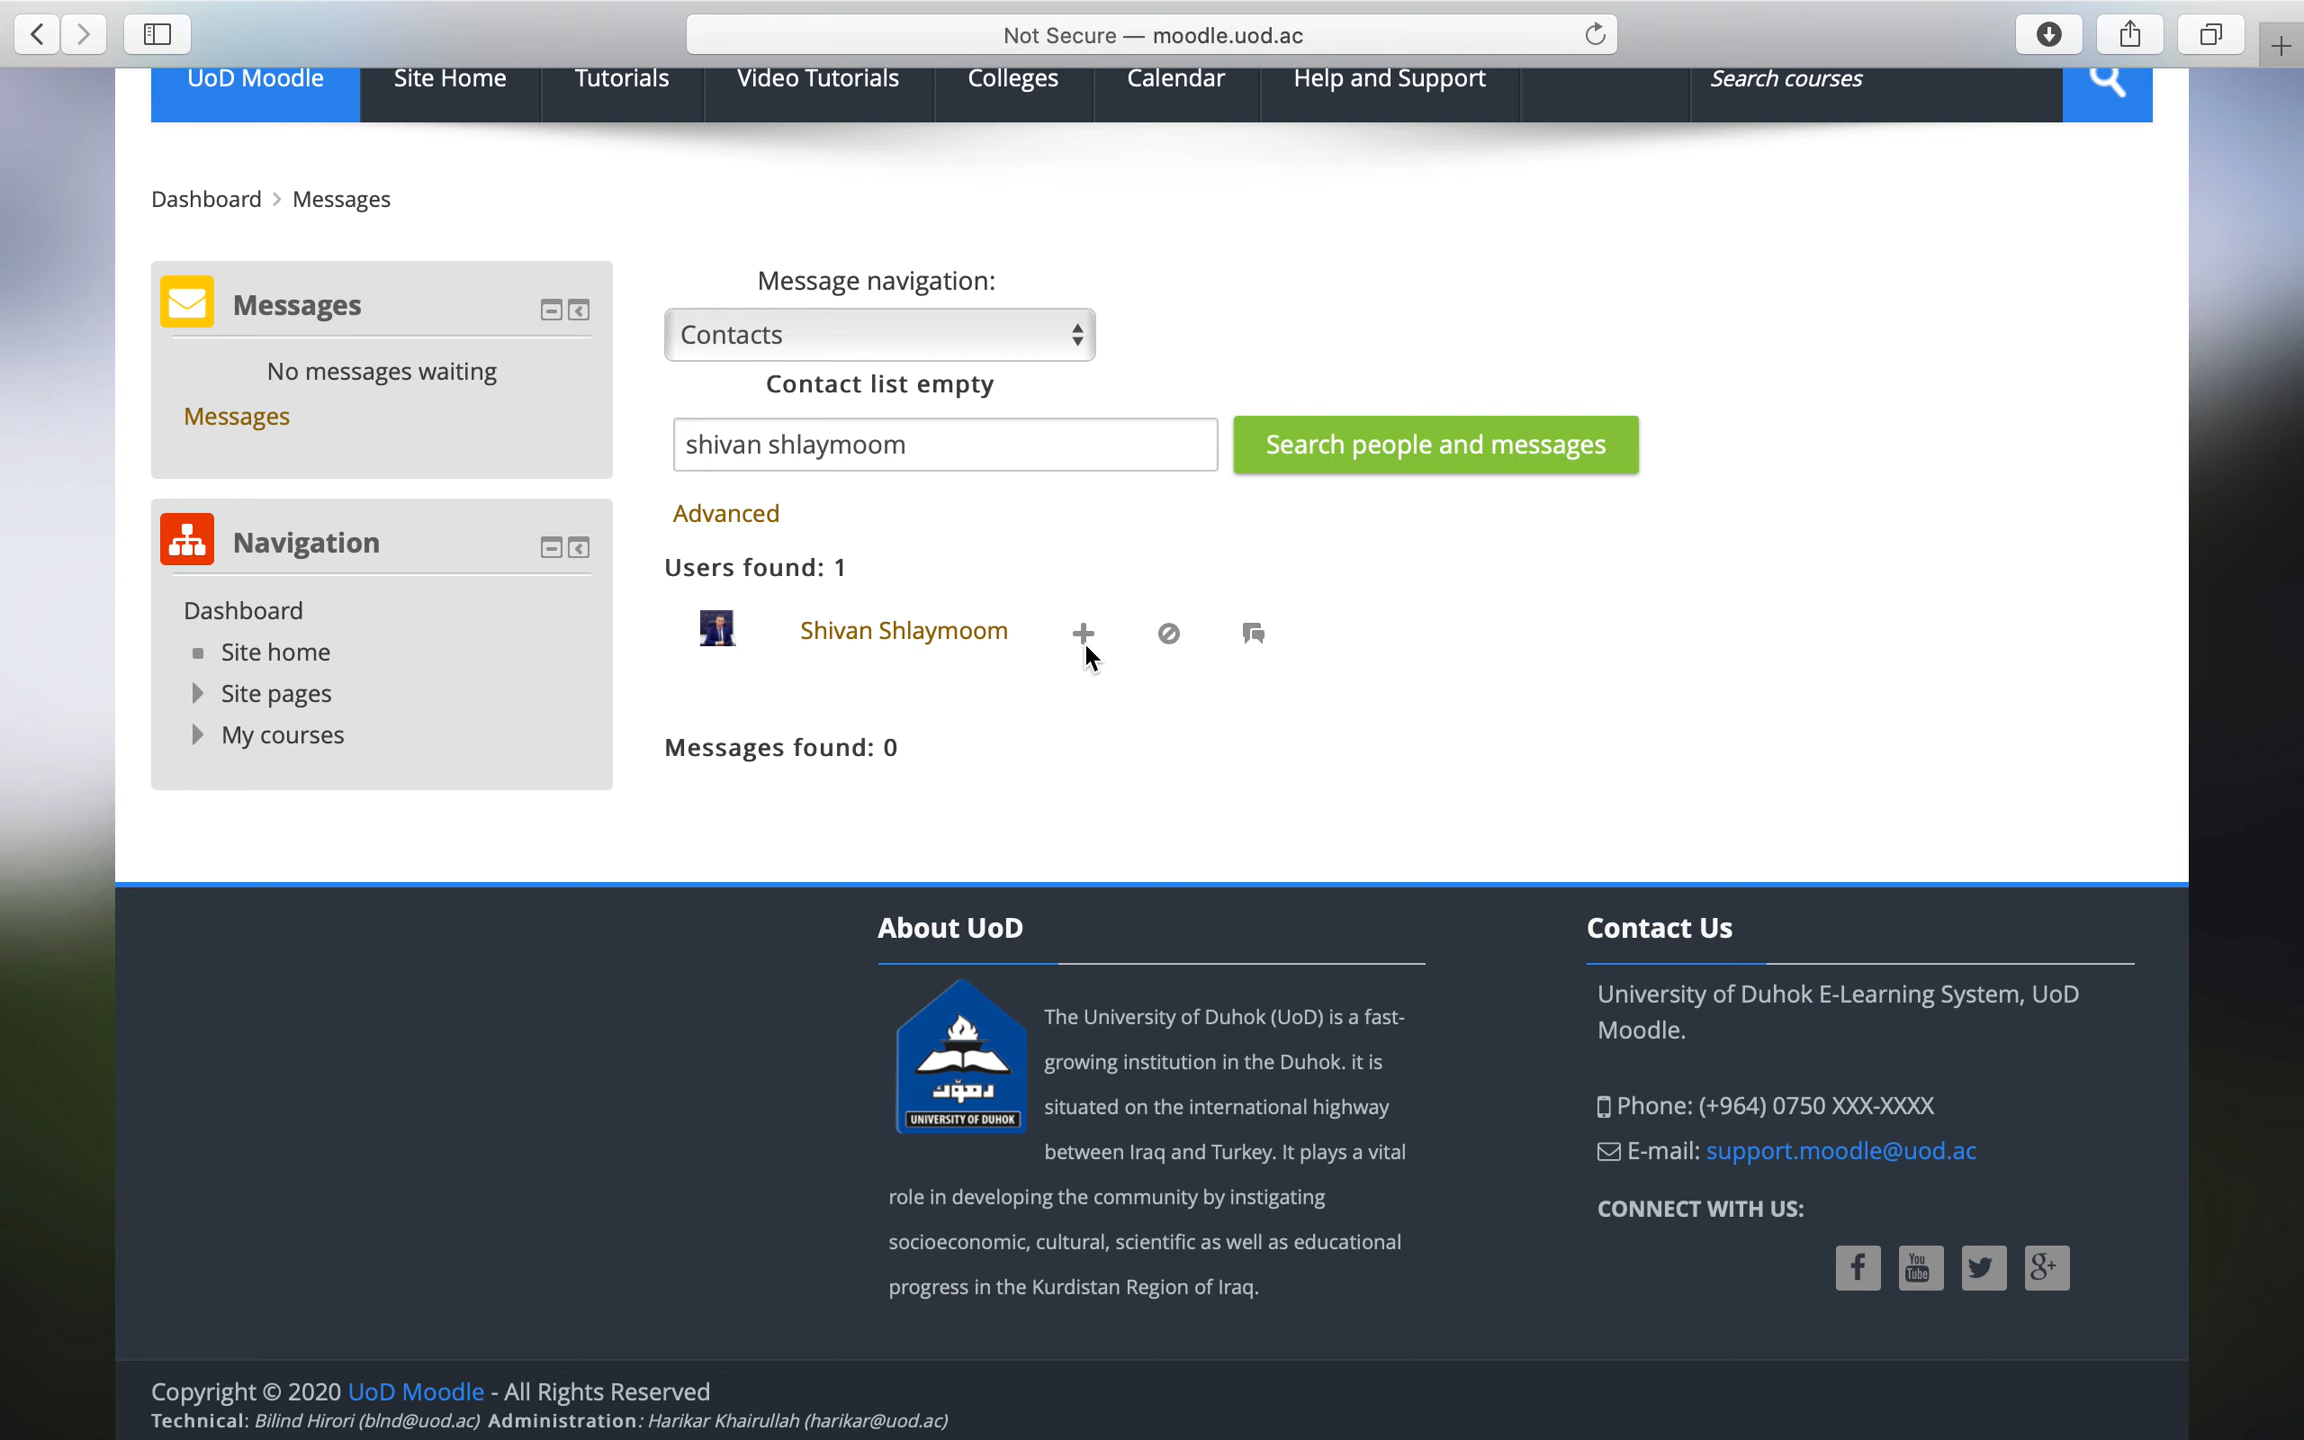 Not Secure — moodle.uod.ac
UoD Moodle
Site Home
Tutorials
Video Tutorials
Colleges
Calendar
Help and Support
Search courses
Dashboard
Messages
Messages
No messages waiting
Messages
Navigation
Dashboard
Site home
Site pages
My courses
Message navigation:
Contacts
Contact list empty
shivan shlaymoom
Search people and messages
Advanced
Users found: 1
Shivan Shlaymoom
Messages found: 0
About UoD
UNIVERSITY OF DUHOK
The University of Duhok (UoD) is a fast-
growing institution in the Duhok. it is
situated on the international highway
between Iraq and Turkey. It plays a vital
role in developing the community by instigating
socioeconomic, cultural, scientific as well as educational
progress in the Kurdistan Region of Iraq.
Contact Us
University of Duhok E-Learning System, UoD
Moodle.
Phone: (+964) 0750 XXX-XXXX
E-mail: support.moodle@uod.ac
CONNECT WITH US:
You
Tube
g+
Copyright © 2020 UoD Moodle - All Rights Reserved
Technical: Bilind Hirori (blnd@uod.ac) Administration: Harikar Khairullah (harikar@uod.ac)